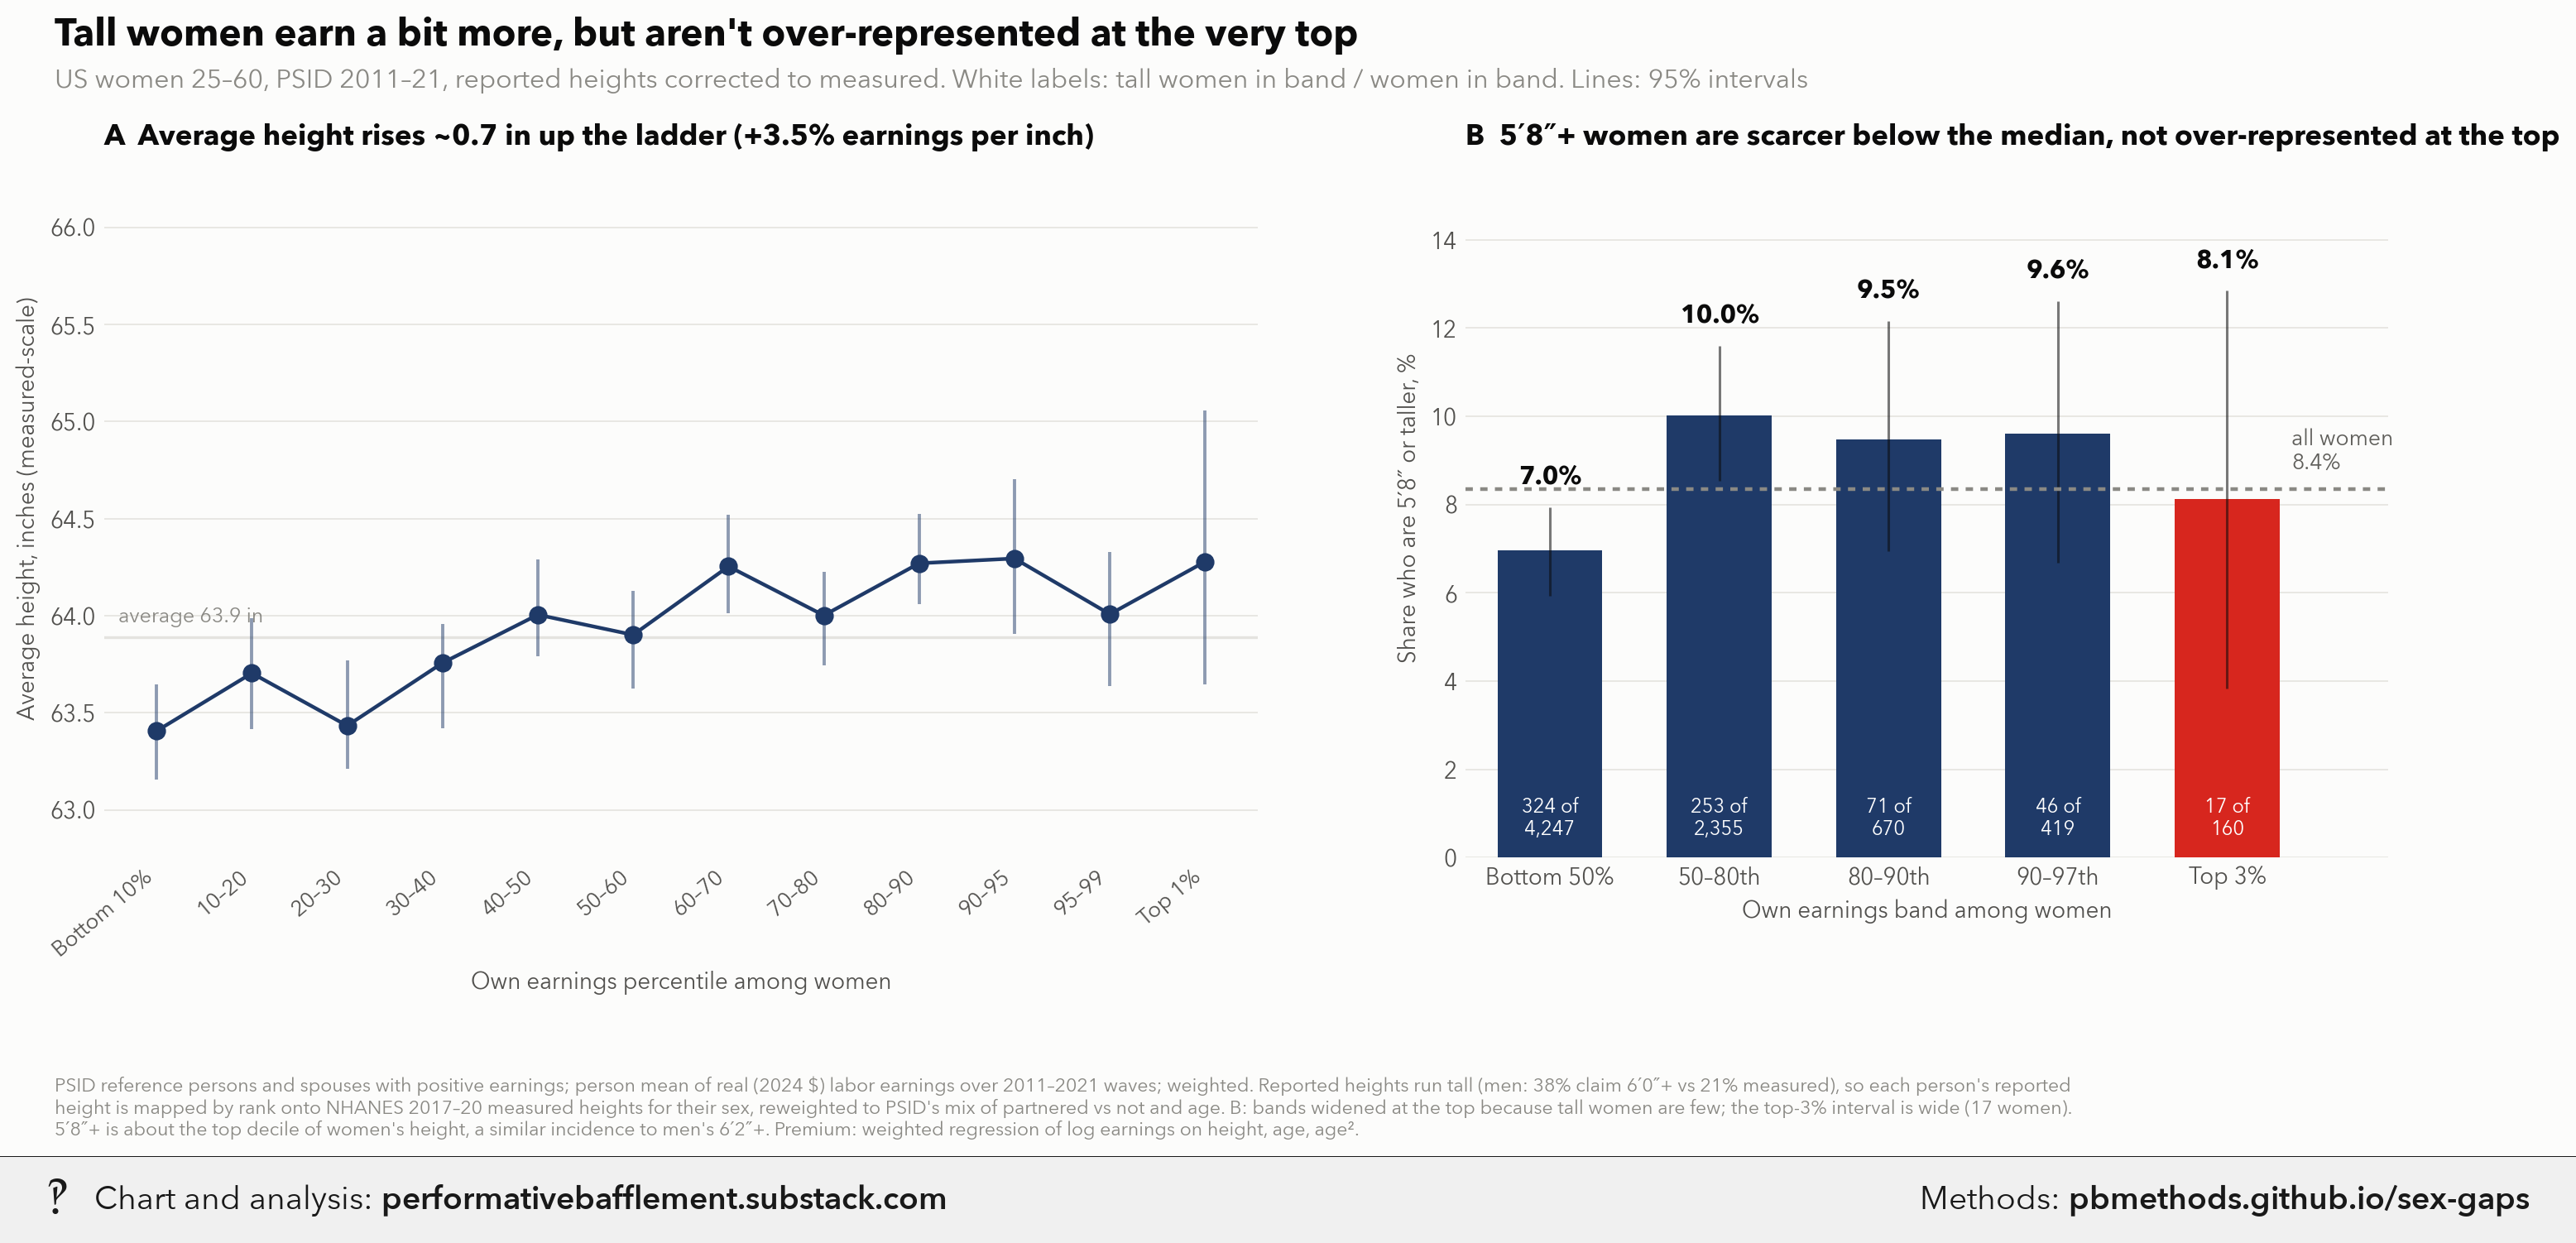 Tall women earn a bit more, but aren't over-represented at the very top
US women 25–60, PSID 2011–21, reported heights corrected to measured. White labels: tall women in band / women in band. Lines: 95% intervals
A Average height rises ~0.7 in up the ladder (+3.5% earnings per inch)
Average height, inches (measured-scale)
66.0
65.5
65.0
64.5
64.0
63.5
63.0
average 63.9 in
Bottom 10%
10–20
20–30
30–40
40–50
50–60
60–70
70–80
80–90
90–95
95–99
Top 1%
Own earnings percentile among women
B 5′8″+ women are scarcer below the median, not over-represented at the top
Share who are 5′8″ or taller, %
14
12
10
8
6
4
2
0
7.0%
10.0%
9.5%
9.6%
8.1%
all women
8.4%
324 of
4,247
253 of
2,355
71 of
670
46 of
419
17 of
160
Bottom 50%
50–80th
80–90th
90–97th
Top 3%
Own earnings band among women
PSID reference persons and spouses with positive earnings; person mean of real (2024 $) labor earnings over 2011–2021 waves; weighted. Reported heights run tall (men: 38% claim 6′0″+ vs 21% measured), so each person's reported
height is mapped by rank onto NHANES 2017–20 measured heights for their sex, reweighted to PSID's mix of partnered vs not and age. B: bands widened at the top because tall women are few; the top-3% interval is wide (17 women).
5′8″+ is about the top decile of women's height, a similar incidence to men's 6′2″+. Premium: weighted regression of log earnings on height, age, age².
‽ Chart and analysis: performativebafflement.substack.com
Methods: pbmethods.github.io/sex-gaps